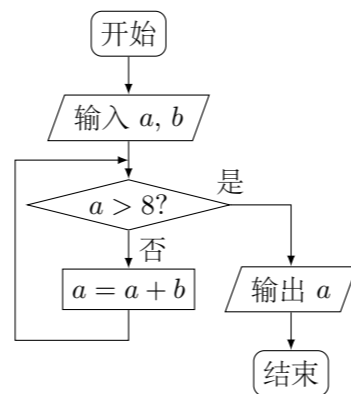 开始
输入 a, b
a > 8?
是
否
a = a + b
输出 a
结束